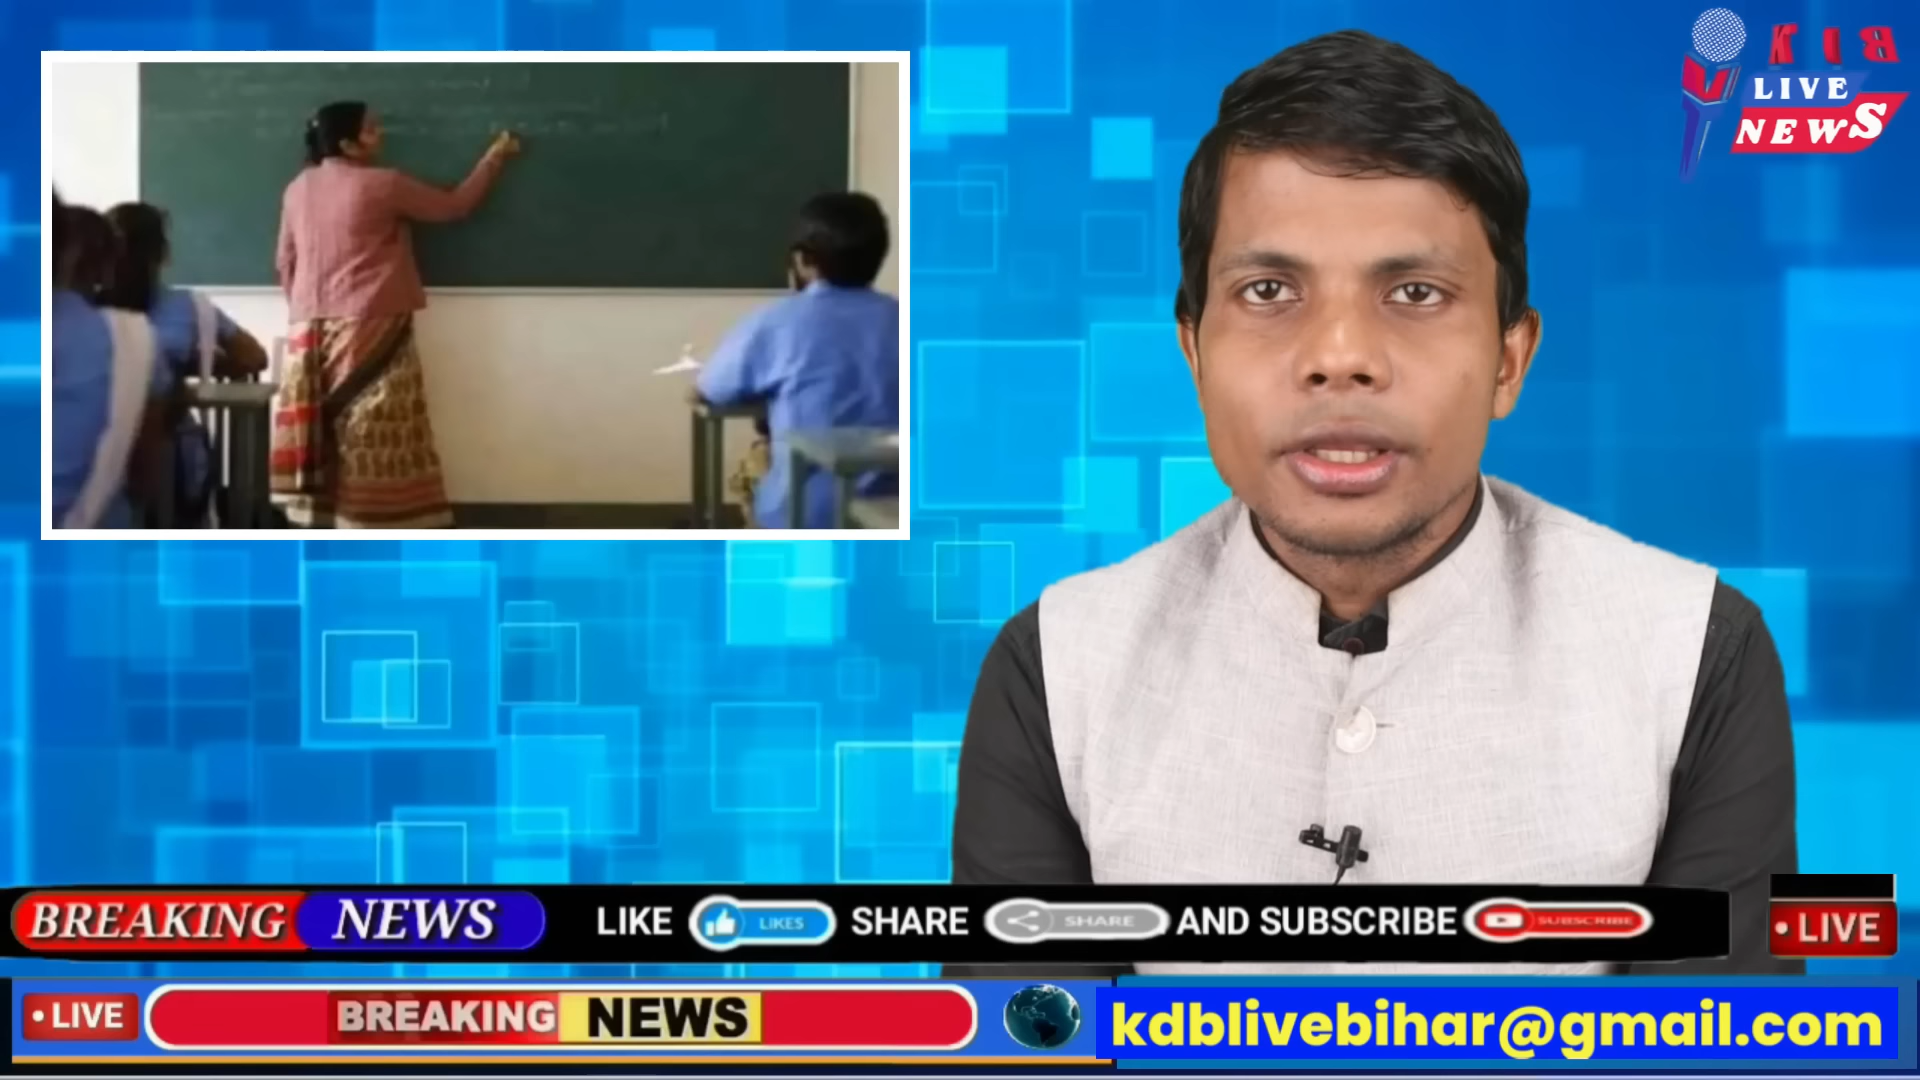 LIVE
NEWS
BREAKING NEWS LIKE LIKES SHARE SHARE AND SUBSCRIBE SUBSCRIBE • LIVE
• LIVE BREAKING NEWS kdblivebihar@gmail.com